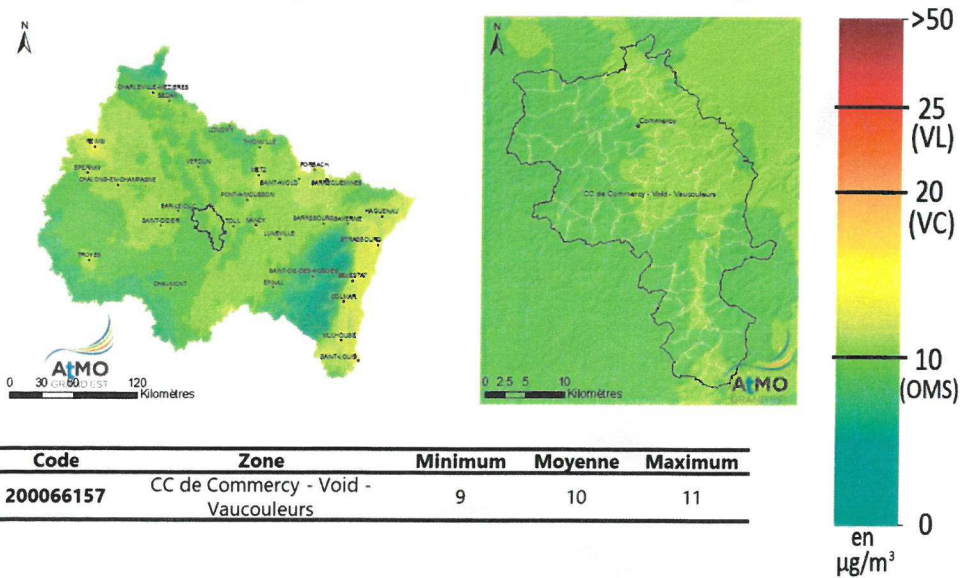 N
CHARLEVILLE-MEZIERES
SEDAN
LONGWY
THIONVILLE
REIMS
VERDUN
METZ
FORBACH
EPERNAY
CHALONS-EN-CHAMPAGNE
SAINT-AVOLD
SARREGUEMINES
PONT-A-MOUSSON
BAR-LE-DUC
HAGUENAU
SAINT-DIZIER
TOUL
NANCY
SARREBOURG
SAVERNE
LUNEVILLE
STRASBOURG
TROYES
SAINT-DIE-DES-VOSGES
SELESTAT
CHAUMONT
EPINAL
COLMAR
MULHOUSE
SAINT-LOUIS
AtMO
GRAND EST
0 30 60 120
Kilomètres
N
Commercy
CC de Commercy - Void - Vaucouleurs
AtMO
GRAND EST
0 2.5 5 10
Kilomètres
>50
25
(VL)
20
(VC)
10
(OMS)
0
en
µg/m³
Code Zone Minimum Moyenne Maximum
200066157 CC de Commercy - Void - Vaucouleurs 9 10 11